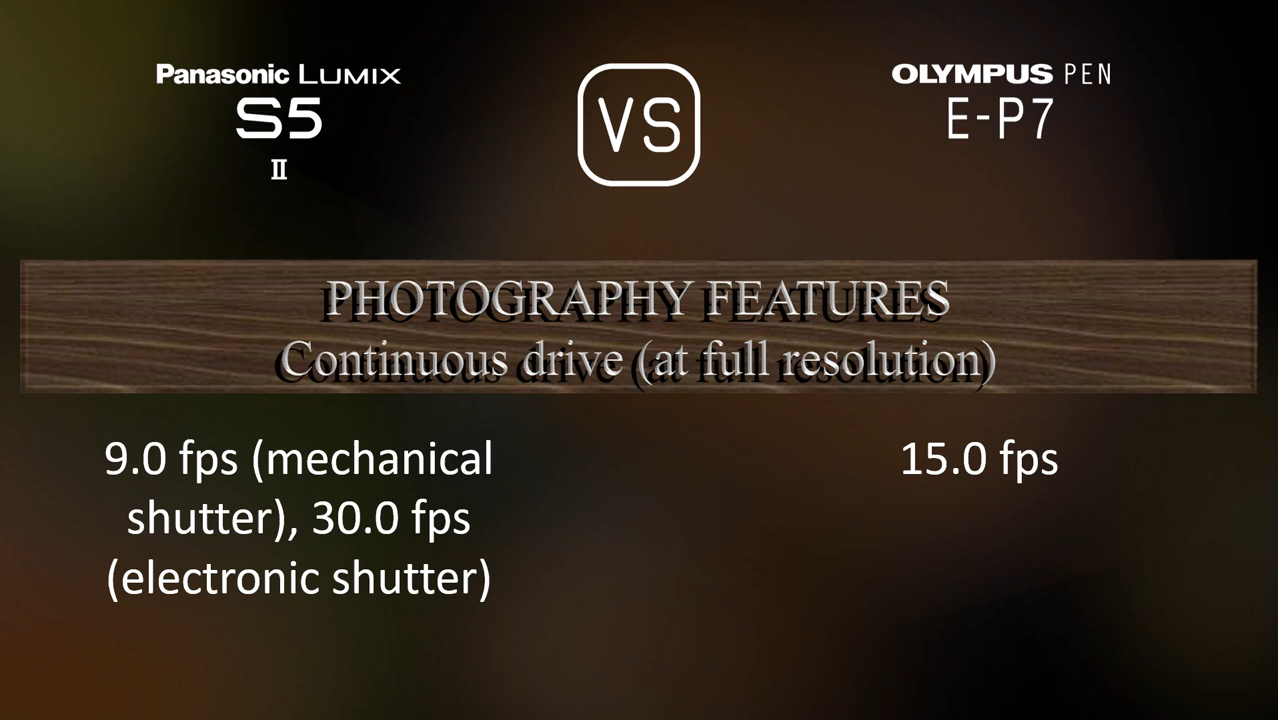 Panasonic LUMIX
S5
II
VS
OLYMPUS PEN
E-P7
PHOTOGRAPHY FEATURES
Continuous drive (at full resolution)
9.0 fps (mechanical
shutter), 30.0 fps
(electronic shutter)
15.0 fps